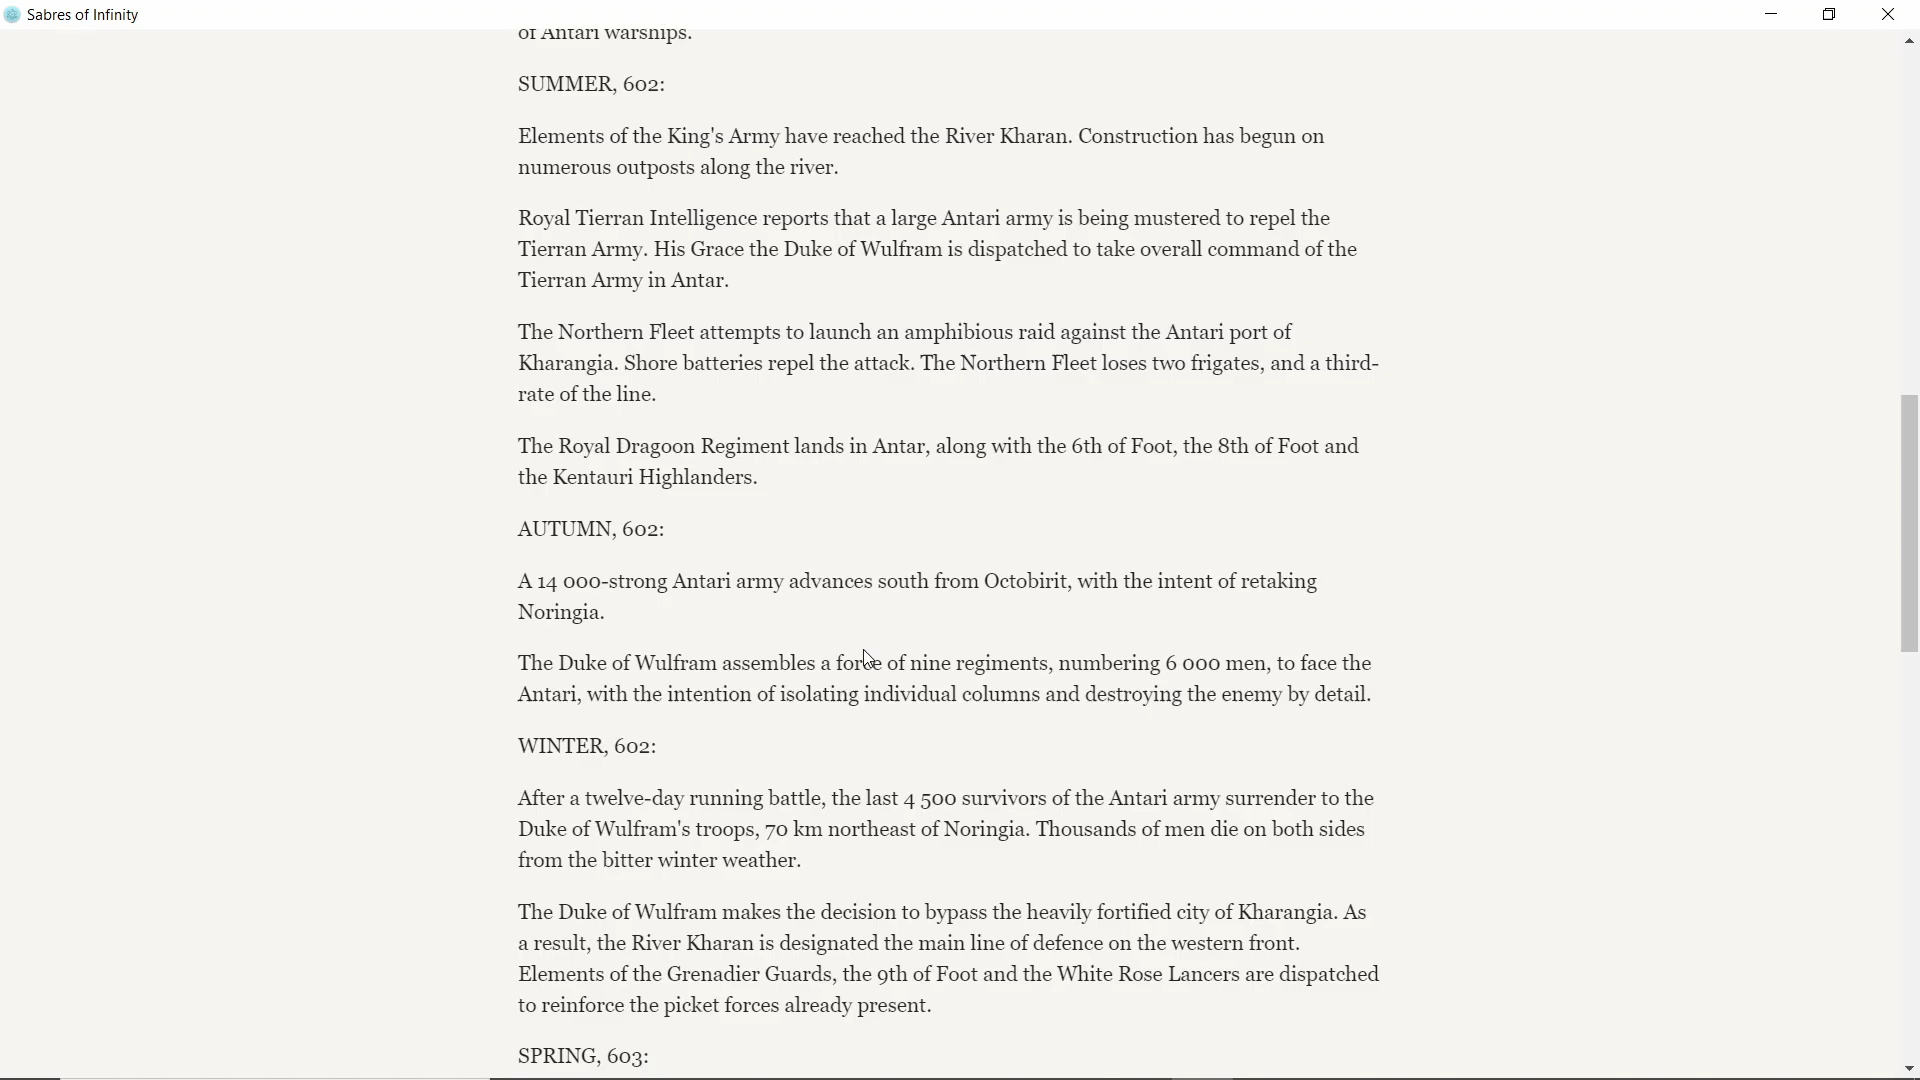 Sabres of Infinity
of Antari warships.
SUMMER, 602:
Elements of the King's Army have reached the River Kharan. Construction has begun on
numerous outposts along the river.
Royal Tierran Intelligence reports that a large Antari army is being mustered to repel the
Tierran Army. His Grace the Duke of Wulfram is dispatched to take overall command of the
Tierran Army in Antar.
The Northern Fleet attempts to launch an amphibious raid against the Antari port of
Kharangia. Shore batteries repel the attack. The Northern Fleet loses two frigates, and a third-
rate of the line.
The Royal Dragoon Regiment lands in Antar, along with the 6th of Foot, the 8th of Foot and
the Kentauri Highlanders.
AUTUMN, 602:
A 14 000-strong Antari army advances south from Octobirit, with the intent of retaking
Noringia.
The Duke of Wulfram assembles a force of nine regiments, numbering 6 000 men, to face the
Antari, with the intention of isolating individual columns and destroying the enemy by detail.
WINTER, 602:
After a twelve-day running battle, the last 4 500 survivors of the Antari army surrender to the
Duke of Wulfram's troops, 70 km northeast of Noringia. Thousands of men die on both sides
from the bitter winter weather.
The Duke of Wulfram makes the decision to bypass the heavily fortified city of Kharangia. As
a result, the River Kharan is designated the main line of defence on the western front.
Elements of the Grenadier Guards, the 9th of Foot and the White Rose Lancers are dispatched
to reinforce the picket forces already present.
SPRING, 603: